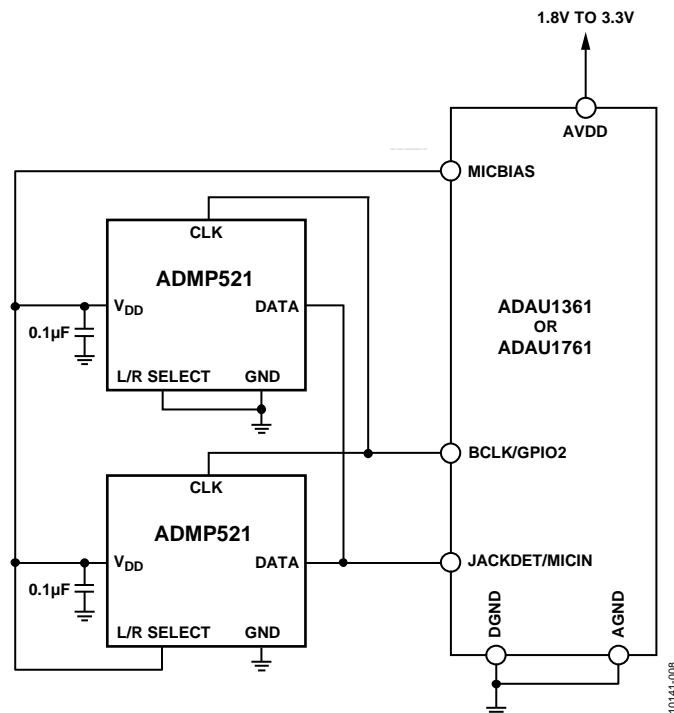 1.8V TO 3.3V
AVDD
MICBIAS
CLK
ADMP521
VDD
DATA
0.1µF
L/R SELECT
GND
ADAU1361
OR
ADAU1761
BCLK/GPIO2
CLK
ADMP521
VDD
DATA
JACKDET/MICIN
0.1µF
L/R SELECT
GND
DGND
AGND
10141-008